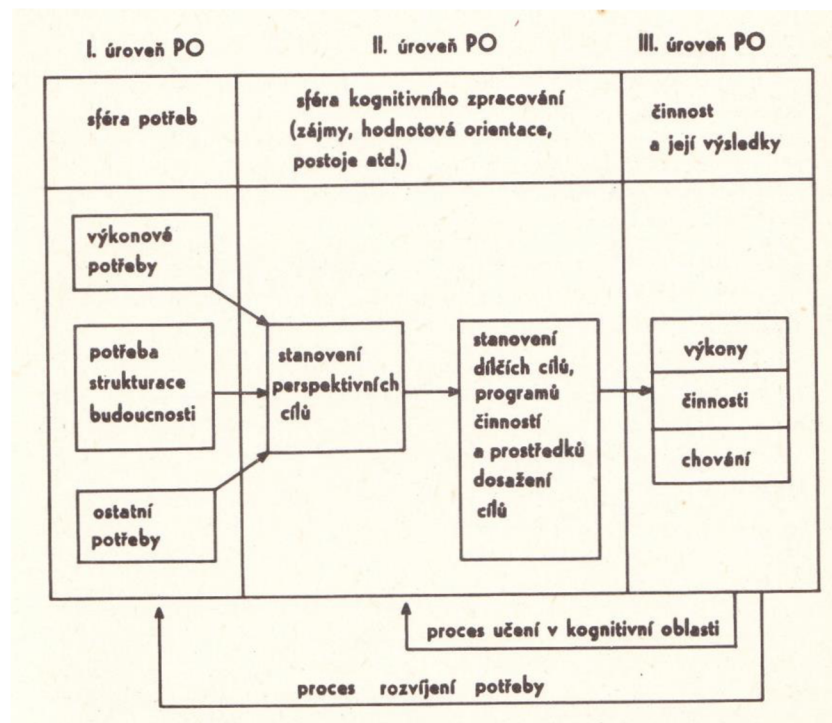 I. úroveň PO
II. úroveň PO
III. úroveň PO
sféra potřeb
sféra kognitivního zpracování
(zájmy, hodnotová orientace,
postoje atd.)
činnost
a její výsledky
výkonové
potřeby
potřeba
strukturace
budoucnosti
ostatní
potřeby
stanovení
perspektivních
cílů
stanovení
dílčích cílů,
programů
činností
a prostředků
dosažení
cílů
výkony
činnosti
chování
proces učení v kognitivní oblasti
proces rozvíjení potřeby